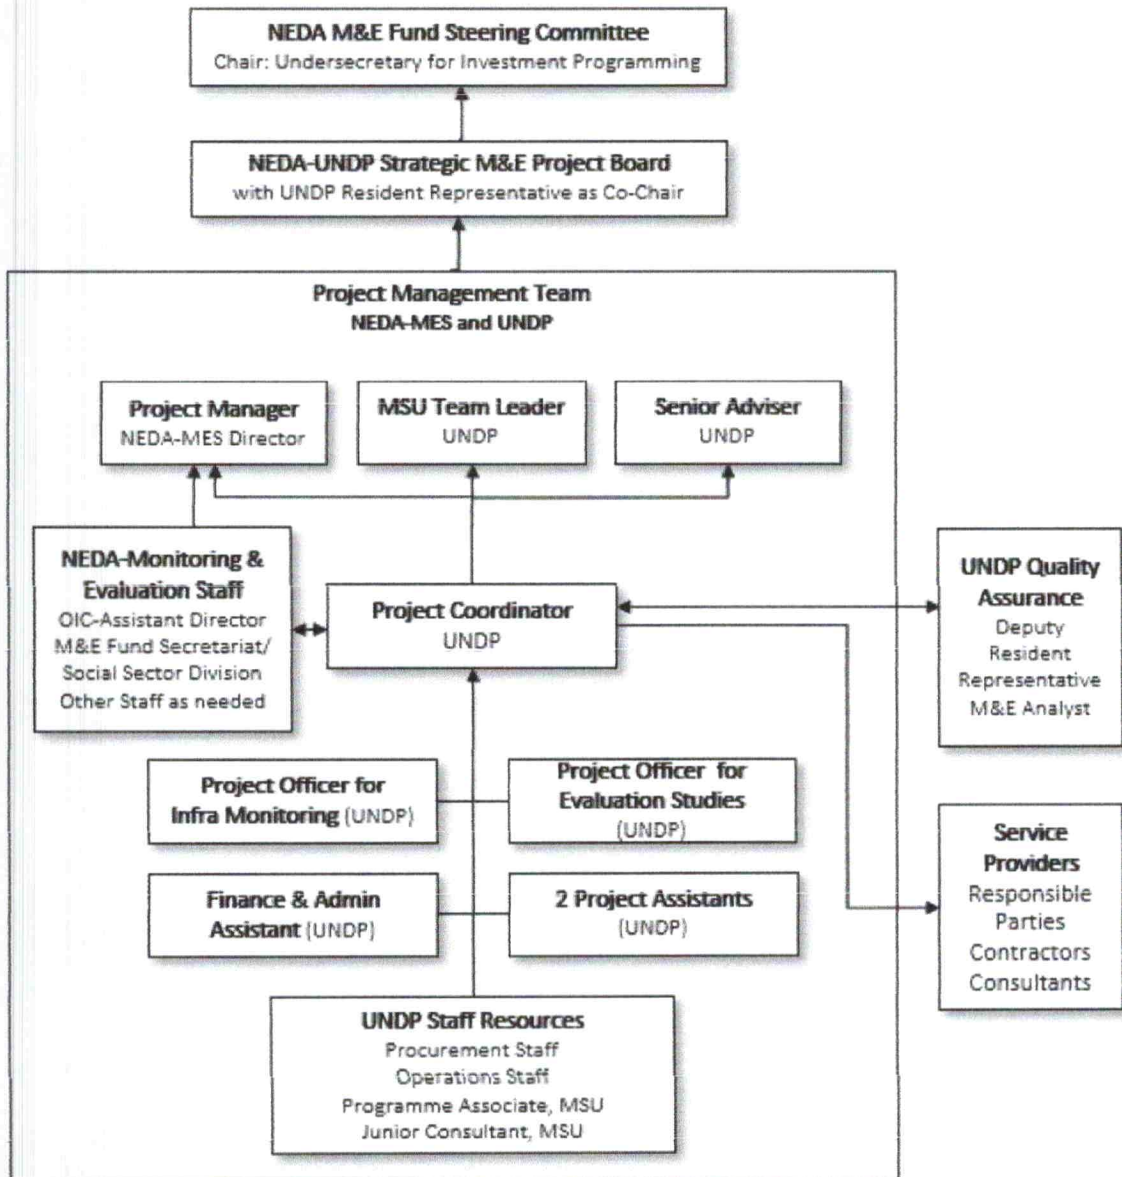 NEDA M&E Fund Steering Committee
Chair: Undersecretary for Investment Programming
NEDA-UNDP Strategic M&E Project Board
with UNDP Resident Representative as Co-Chair
Project Management Team
NEDA-MES and UNDP
Project Manager
NEDA-MES Director
MSU Team Leader
UNDP
Senior Adviser
UNDP
NEDA-Monitoring &
Evaluation Staff
OIC-Assistant Director
M&E Fund Secretariat/
Social Sector Division
Other Staff as needed
Project Coordinator
UNDP
UNDP Quality
Assurance
Deputy
Resident
Representative
M&E Analyst
Project Officer for
Infra Monitoring (UNDP)
Project Officer for
Evaluation Studies
(UNDP)
Service
Providers
Responsible
Parties
Contractors
Consultants
Finance & Admin
Assistant (UNDP)
2 Project Assistants
(UNDP)
UNDP Staff Resources
Procurement Staff
Operations Staff
Programme Associate, MSU
Junior Consultant, MSU